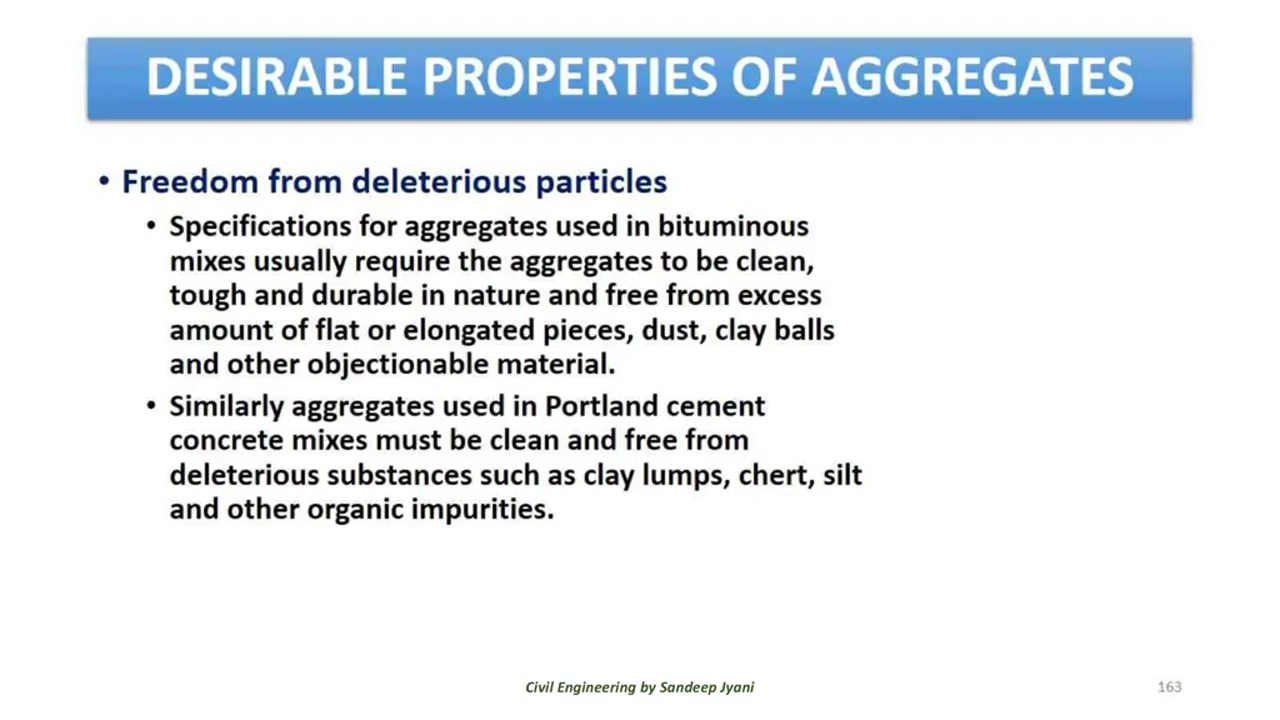 DESIRABLE PROPERTIES OF AGGREGATES
• Freedom from deleterious particles
• Specifications for aggregates used in bituminous
mixes usually require the aggregates to be clean,
tough and durable in nature and free from excess
amount of flat or elongated pieces, dust, clay balls
and other objectionable material.
• Similarly aggregates used in Portland cement
concrete mixes must be clean and free from
deleterious substances such as clay lumps, chert, silt
and other organic impurities.
Civil Engineering by Sandeep Jyani
163